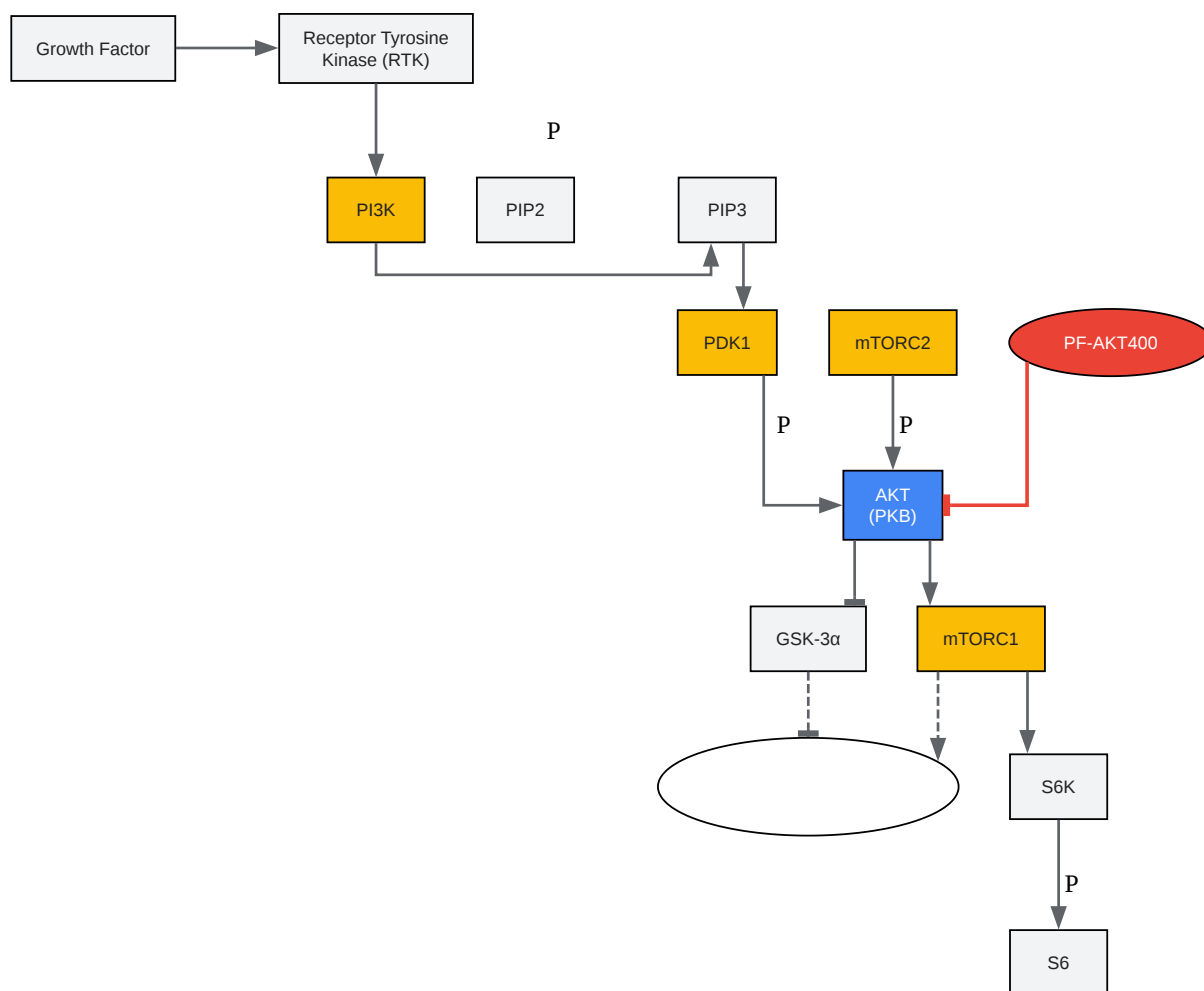 Growth Factor
Receptor Tyrosine
Kinase (RTK)
P
PI3K
PIP2
PIP3
PDK1
mTORC2
PF-AKT400
P
P
AKT
(PKB)
GSK-3α
mTORC1
S6K
P
S6